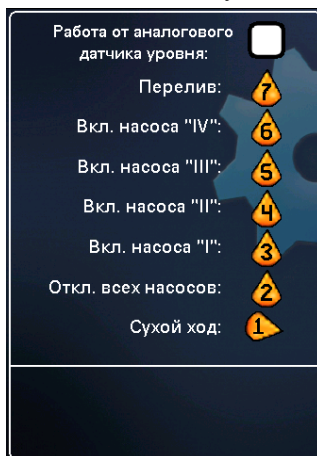 Работа от аналогового
датчика уровня:
Перелив: 7
Вкл. насоса "IV": 6
Вкл. насоса "III": 5
Вкл. насоса "II": 4
Вкл. насоса "I": 3
Откл. всех насосов: 2
Сухой ход: 1